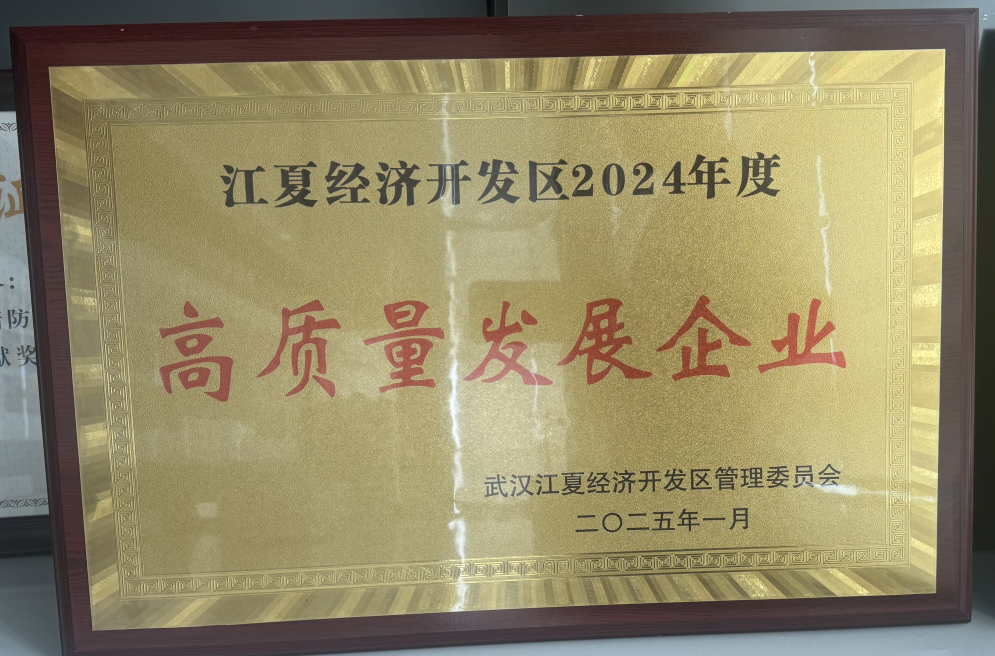 江夏经济开发区2024年度
高质量发展企业
武汉江夏经济开发区管理委员会
二〇二五年一月
防
奖